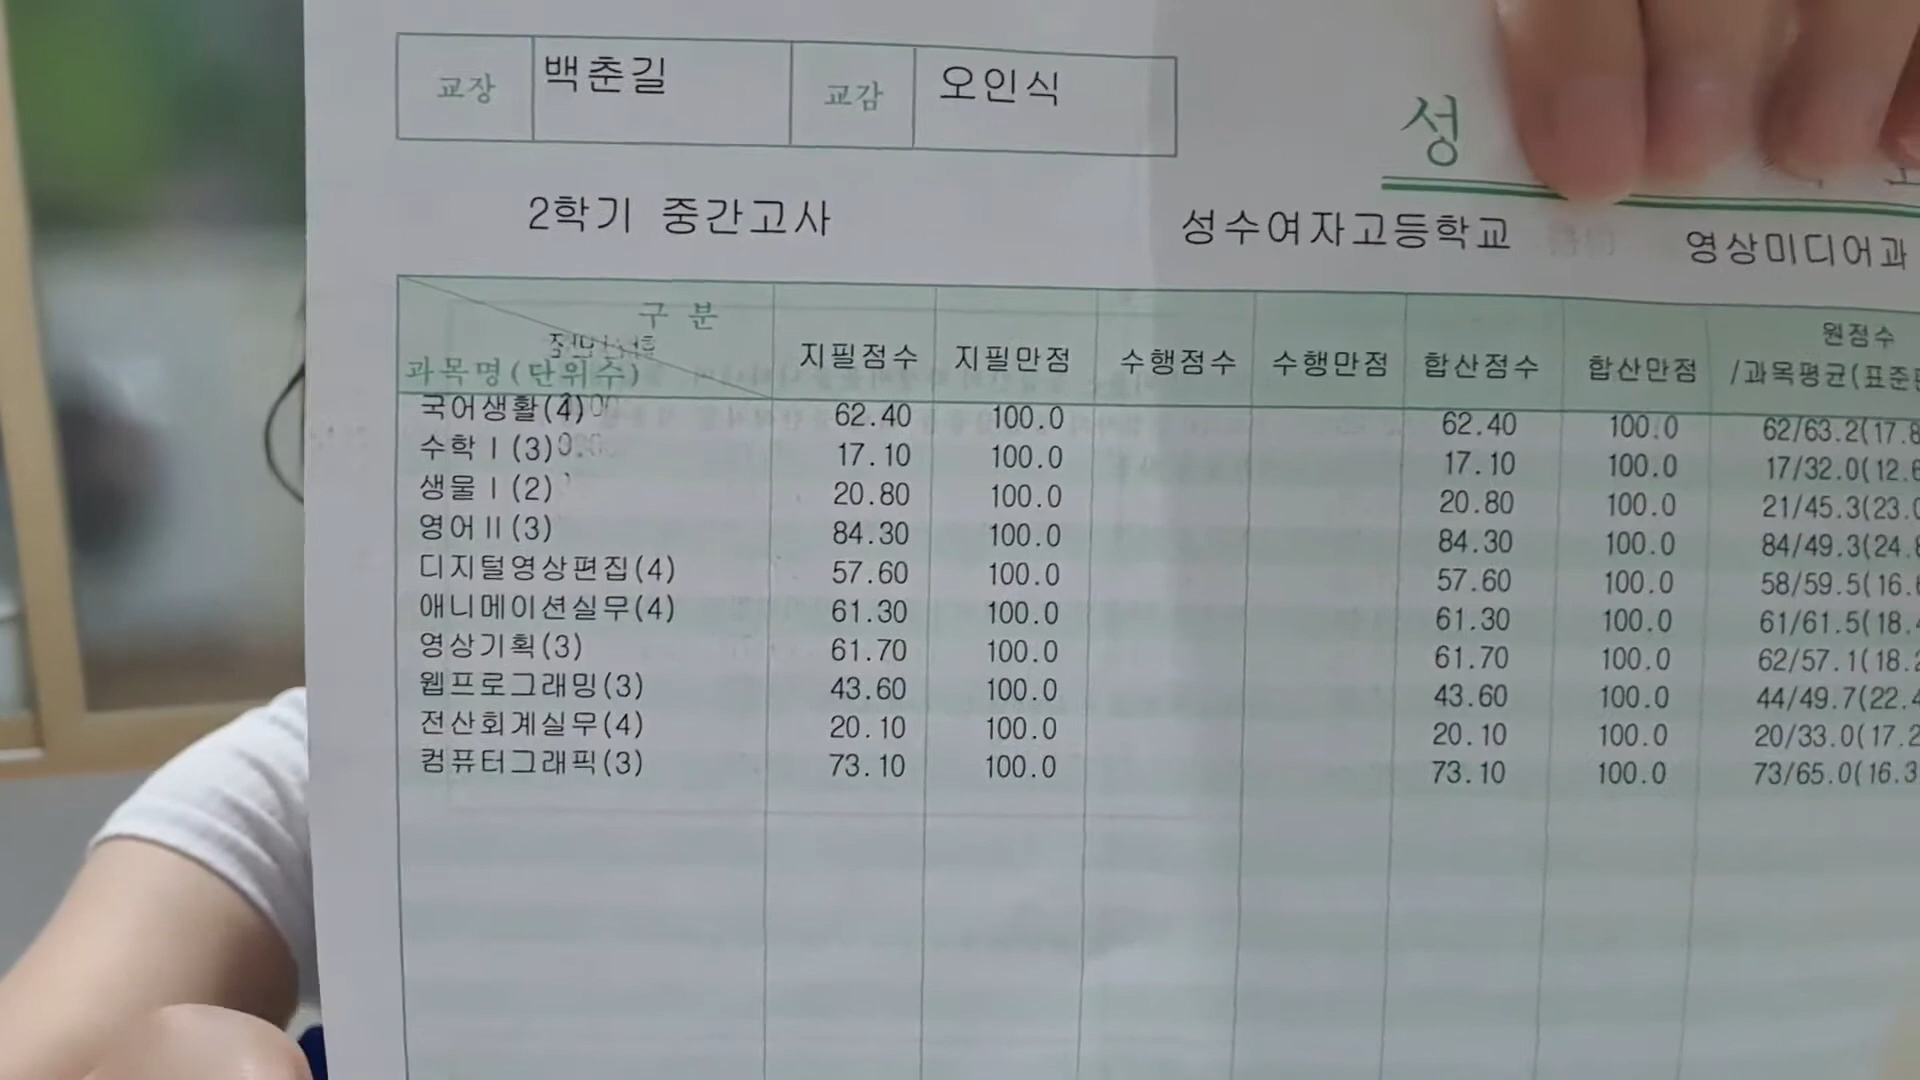 교장 백춘길 교감 오인식
성
2학기 중간고사 성수여자고등학교 영상미디어과
구 분
과목명(단위수) 지필점수 지필만점 수행점수 수행만점 합산점수 합산만점 원점수
/과목평균(표준
국어생활(4) 62.40 100.0 62.40 100.0 62/63.2(17.8
수학Ⅰ(3) 17.10 100.0 17.10 100.0 17/32.0(12.6
생물Ⅰ(2) 20.80 100.0 20.80 100.0 21/45.3(23.0
영어Ⅱ(3) 84.30 100.0 84.30 100.0 84/49.3(24.8
디지털영상편집(4) 57.60 100.0 57.60 100.0 58/59.5(16.6
애니메이션실무(4) 61.30 100.0 61.30 100.0 61/61.5(18.4
영상기획(3) 61.70 100.0 61.70 100.0 62/57.1(18.2
웹프로그래밍(3) 43.60 100.0 43.60 100.0 44/49.7(22.4
전산회계실무(4) 20.10 100.0 20.10 100.0 20/33.0(17.2
컴퓨터그래픽(3) 73.10 100.0 73.10 100.0 73/65.0(16.3